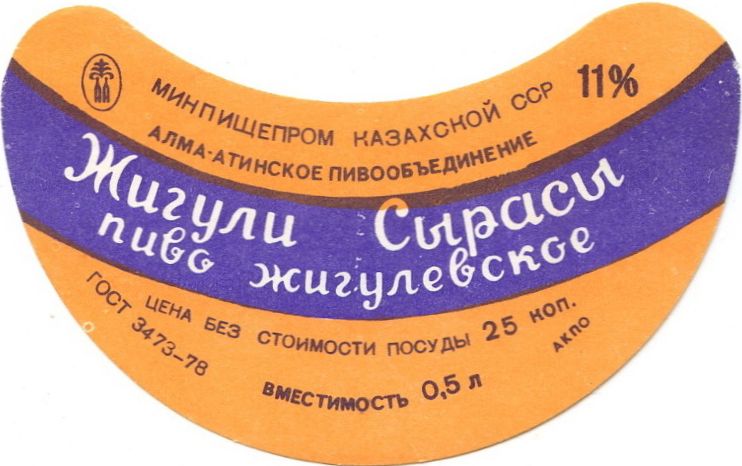 МИНПИЩЕПРОМ КАЗАХСКОЙ ССР 11%
АЛМА-АТИНСКОЕ ПИВООБЪЕДИНЕНИЕ
Жигули Сырасы
пиво жигулевское
ЦЕНА БЕЗ СТОИМОСТИ ПОСУДЫ 25 коп.
ГОСТ 3473-78
АКПО
ВМЕСТИМОСТЬ 0,5 л